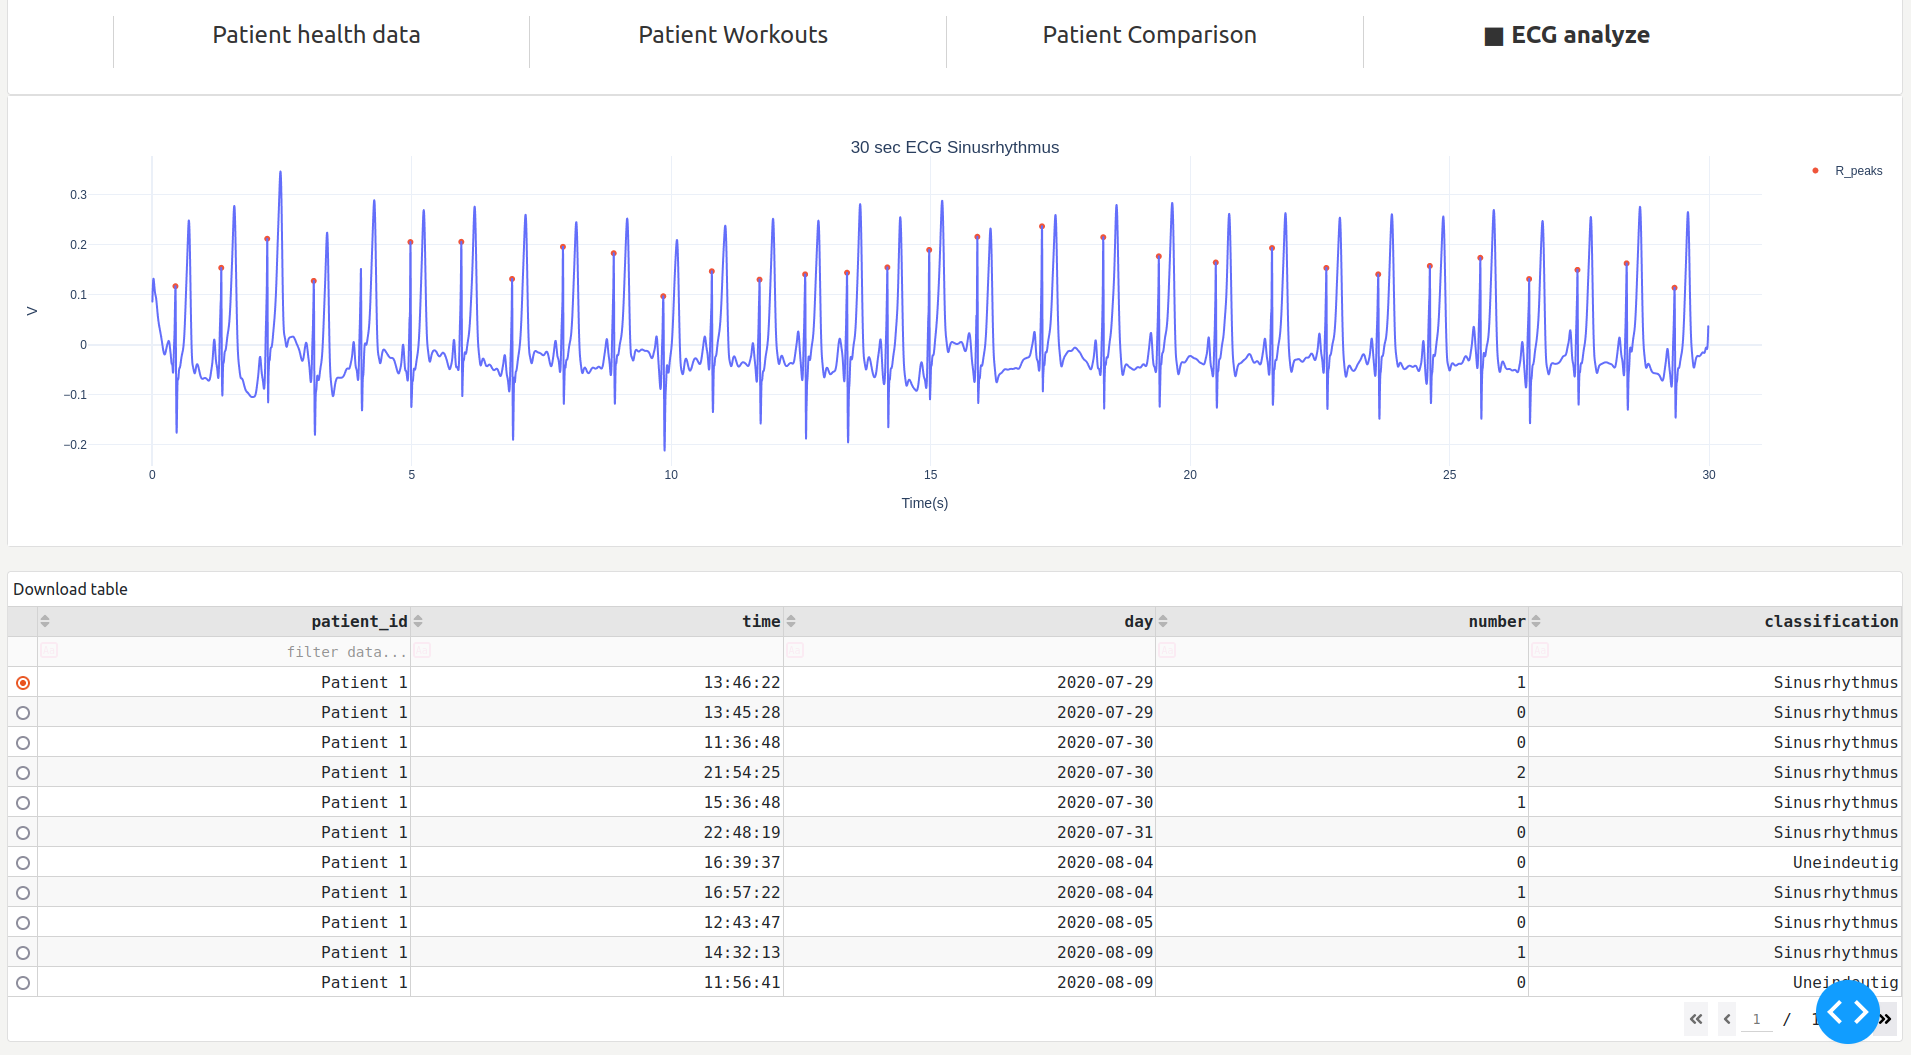 Patient health data Patient Workouts Patient Comparison ■ ECG analyze
30 sec ECG Sinusrhythmus
R_peaks
0.3
0.2
0.1
0
−0.1
−0.2
V
0 5 10 15 20 25 30
Time(s)
Download table
patient_id time day number classification
filter data...
Patient 1 13:46:22 2020-07-29 1 Sinusrhythmus
Patient 1 13:45:28 2020-07-29 0 Sinusrhythmus
Patient 1 11:36:48 2020-07-30 0 Sinusrhythmus
Patient 1 21:54:25 2020-07-30 2 Sinusrhythmus
Patient 1 15:36:48 2020-07-30 1 Sinusrhythmus
Patient 1 22:48:19 2020-07-31 0 Sinusrhythmus
Patient 1 16:39:37 2020-08-04 0 Uneindeutig
Patient 1 16:57:22 2020-08-04 1 Sinusrhythmus
Patient 1 12:43:47 2020-08-05 0 Sinusrhythmus
Patient 1 14:32:13 2020-08-09 1 Sinusrhythmus
Patient 1 11:56:41 2020-08-09 0 Uneindeutig
« ‹ 1 / »